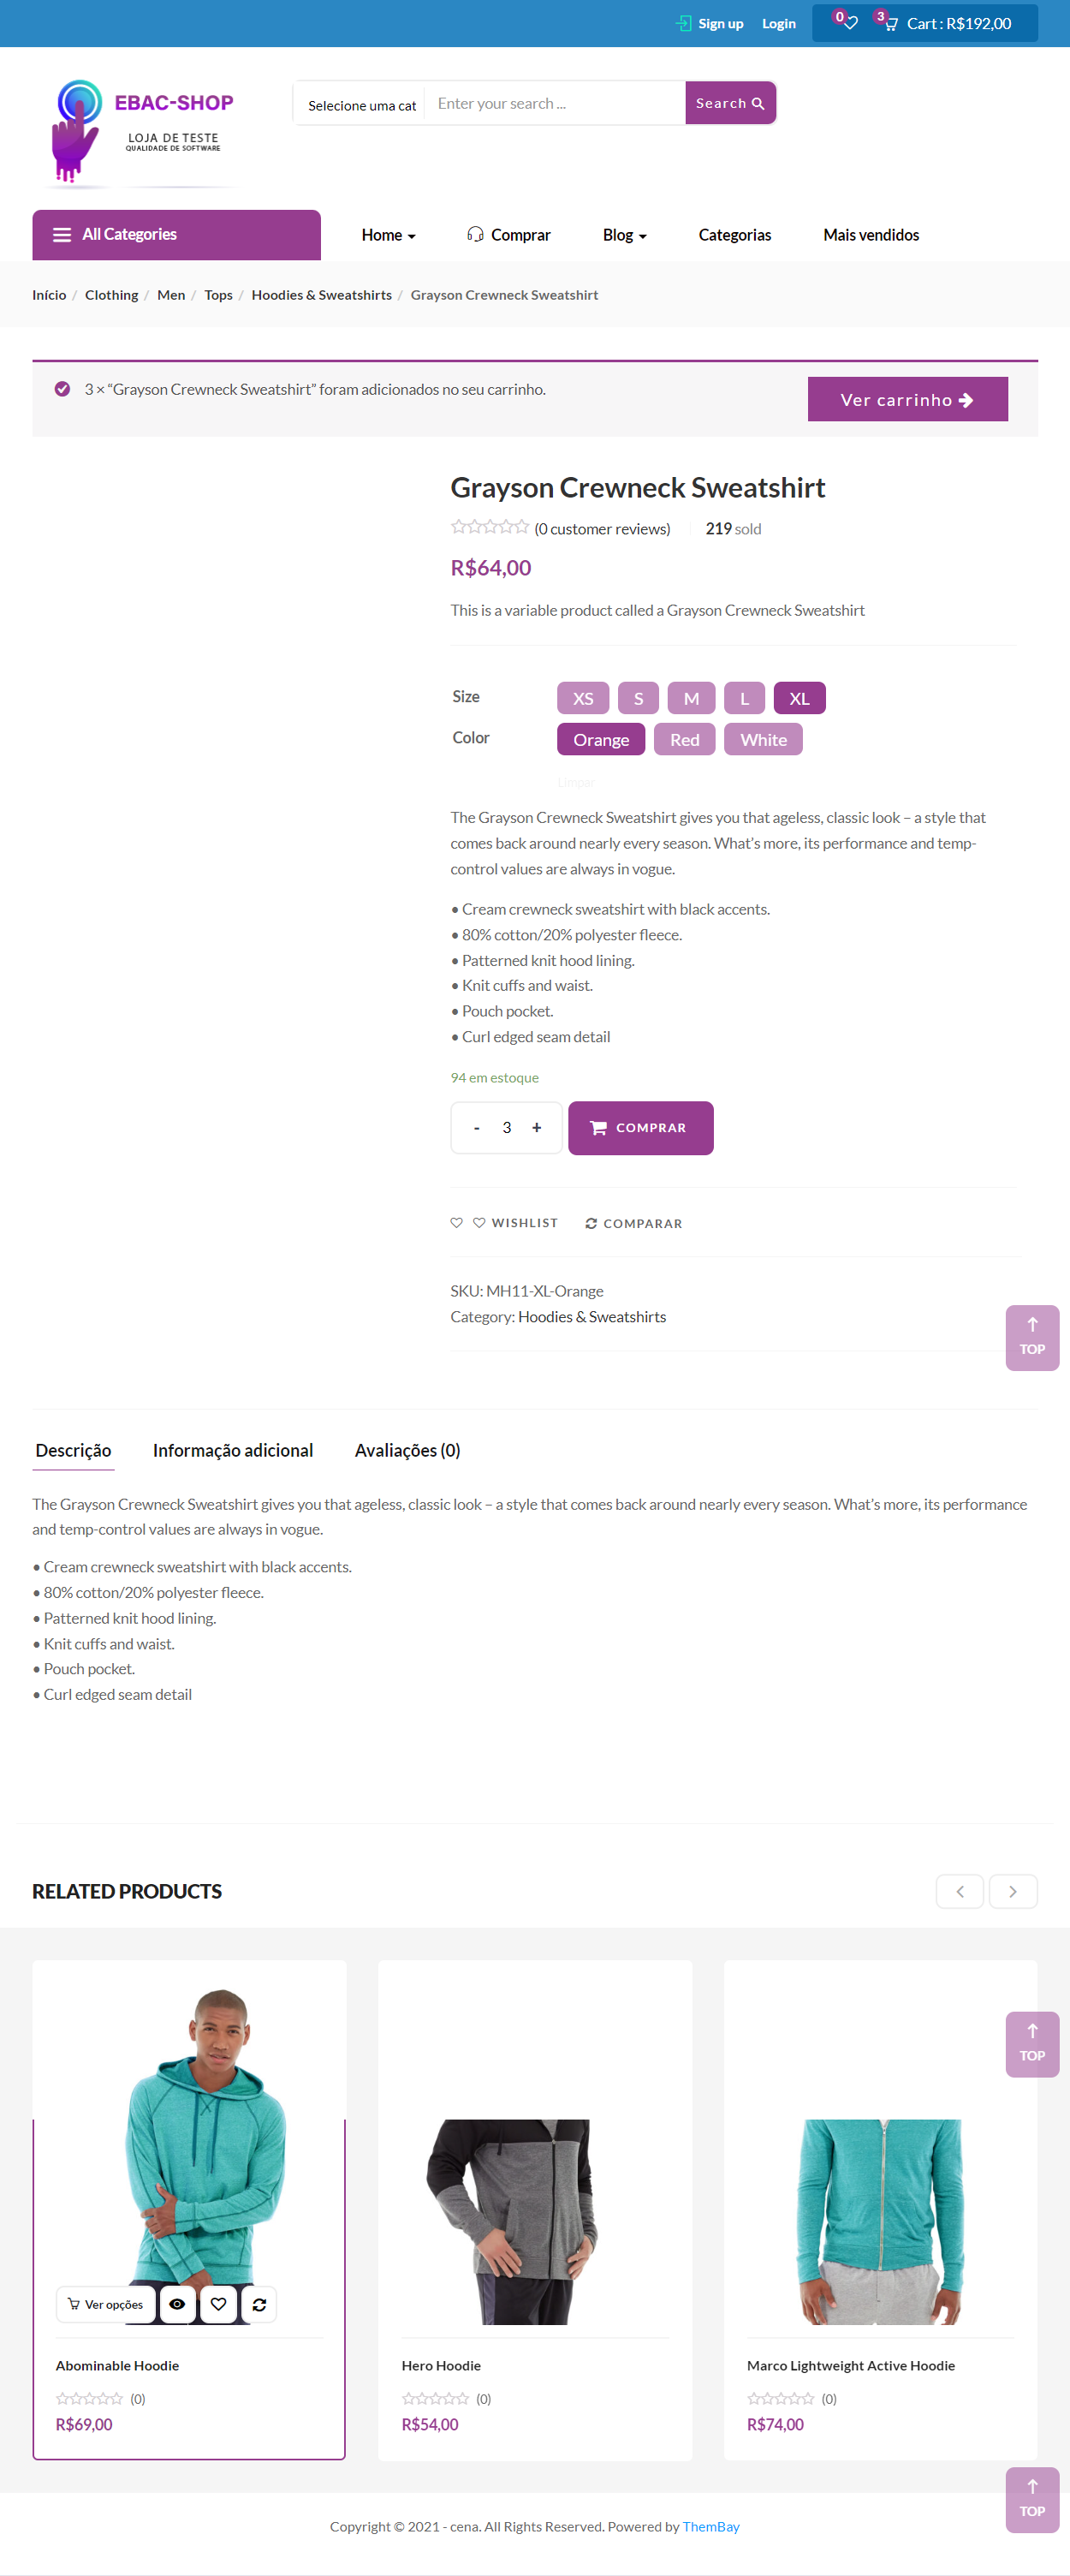 Sign up
Login
0
3
Cart : R$192,00
EBAC-SHOP
LOJA DE TESTE
QUALIDADE DE SOFTWARE
Selecione uma cat
Enter your search ...
Search
All Categories
Home
Comprar
Blog
Categorias
Mais vendidos
Início / Clothing / Men / Tops / Hoodies & Sweatshirts / Grayson Crewneck Sweatshirt
3 × “Grayson Crewneck Sweatshirt” foram adicionados no seu carrinho.
Ver carrinho
Grayson Crewneck Sweatshirt
(0 customer reviews)
219 sold
R$64,00
This is a variable product called a Grayson Crewneck Sweatshirt
Size
XS S M L XL
Color
Orange Red White
Limpar
The Grayson Crewneck Sweatshirt gives you that ageless, classic look – a style that
comes back around nearly every season. What’s more, its performance and temp-
control values are always in vogue.
• Cream crewneck sweatshirt with black accents.
• 80% cotton/20% polyester fleece.
• Patterned knit hood lining.
• Knit cuffs and waist.
• Pouch pocket.
• Curl edged seam detail
94 em estoque
- 3 +
COMPRAR
WISHLIST
COMPARAR
SKU: MH11-XL-Orange
Category: Hoodies & Sweatshirts
TOP
Descrição
Informação adicional
Avaliações (0)
The Grayson Crewneck Sweatshirt gives you that ageless, classic look – a style that comes back around nearly every season. What’s more, its performance
and temp-control values are always in vogue.
• Cream crewneck sweatshirt with black accents.
• 80% cotton/20% polyester fleece.
• Patterned knit hood lining.
• Knit cuffs and waist.
• Pouch pocket.
• Curl edged seam detail
RELATED PRODUCTS
TOP
Ver opções
Abominable Hoodie
(0)
R$69,00
Hero Hoodie
(0)
R$54,00
Marco Lightweight Active Hoodie
(0)
R$74,00
TOP
Copyright © 2021 - cena. All Rights Reserved. Powered by ThemBay